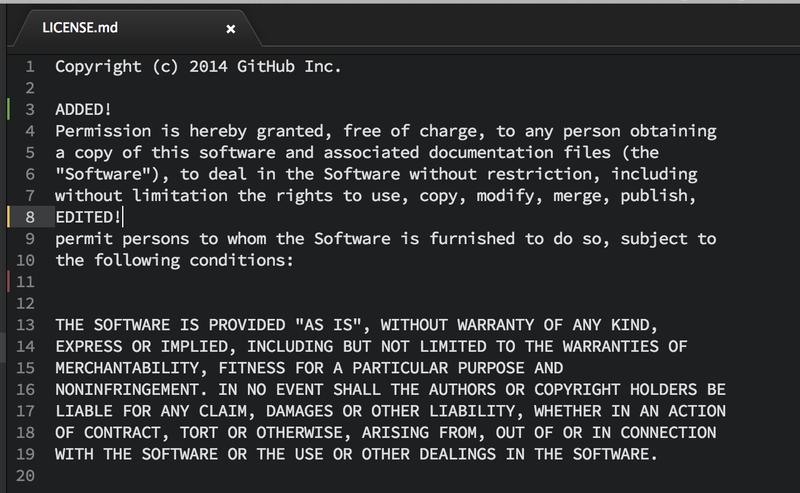 LICENSE.md ×
1 Copyright (c) 2014 GitHub Inc.
2
3 ADDED!
4 Permission is hereby granted, free of charge, to any person obtaining
5 a copy of this software and associated documentation files (the
6 "Software"), to deal in the Software without restriction, including
7 without limitation the rights to use, copy, modify, merge, publish,
8 EDITED!
9 permit persons to whom the Software is furnished to do so, subject to
10 the following conditions:
11
12
13 THE SOFTWARE IS PROVIDED "AS IS", WITHOUT WARRANTY OF ANY KIND,
14 EXPRESS OR IMPLIED, INCLUDING BUT NOT LIMITED TO THE WARRANTIES OF
15 MERCHANTABILITY, FITNESS FOR A PARTICULAR PURPOSE AND
16 NONINFRINGEMENT. IN NO EVENT SHALL THE AUTHORS OR COPYRIGHT HOLDERS BE
17 LIABLE FOR ANY CLAIM, DAMAGES OR OTHER LIABILITY, WHETHER IN AN ACTION
18 OF CONTRACT, TORT OR OTHERWISE, ARISING FROM, OUT OF OR IN CONNECTION
19 WITH THE SOFTWARE OR THE USE OR OTHER DEALINGS IN THE SOFTWARE.
20